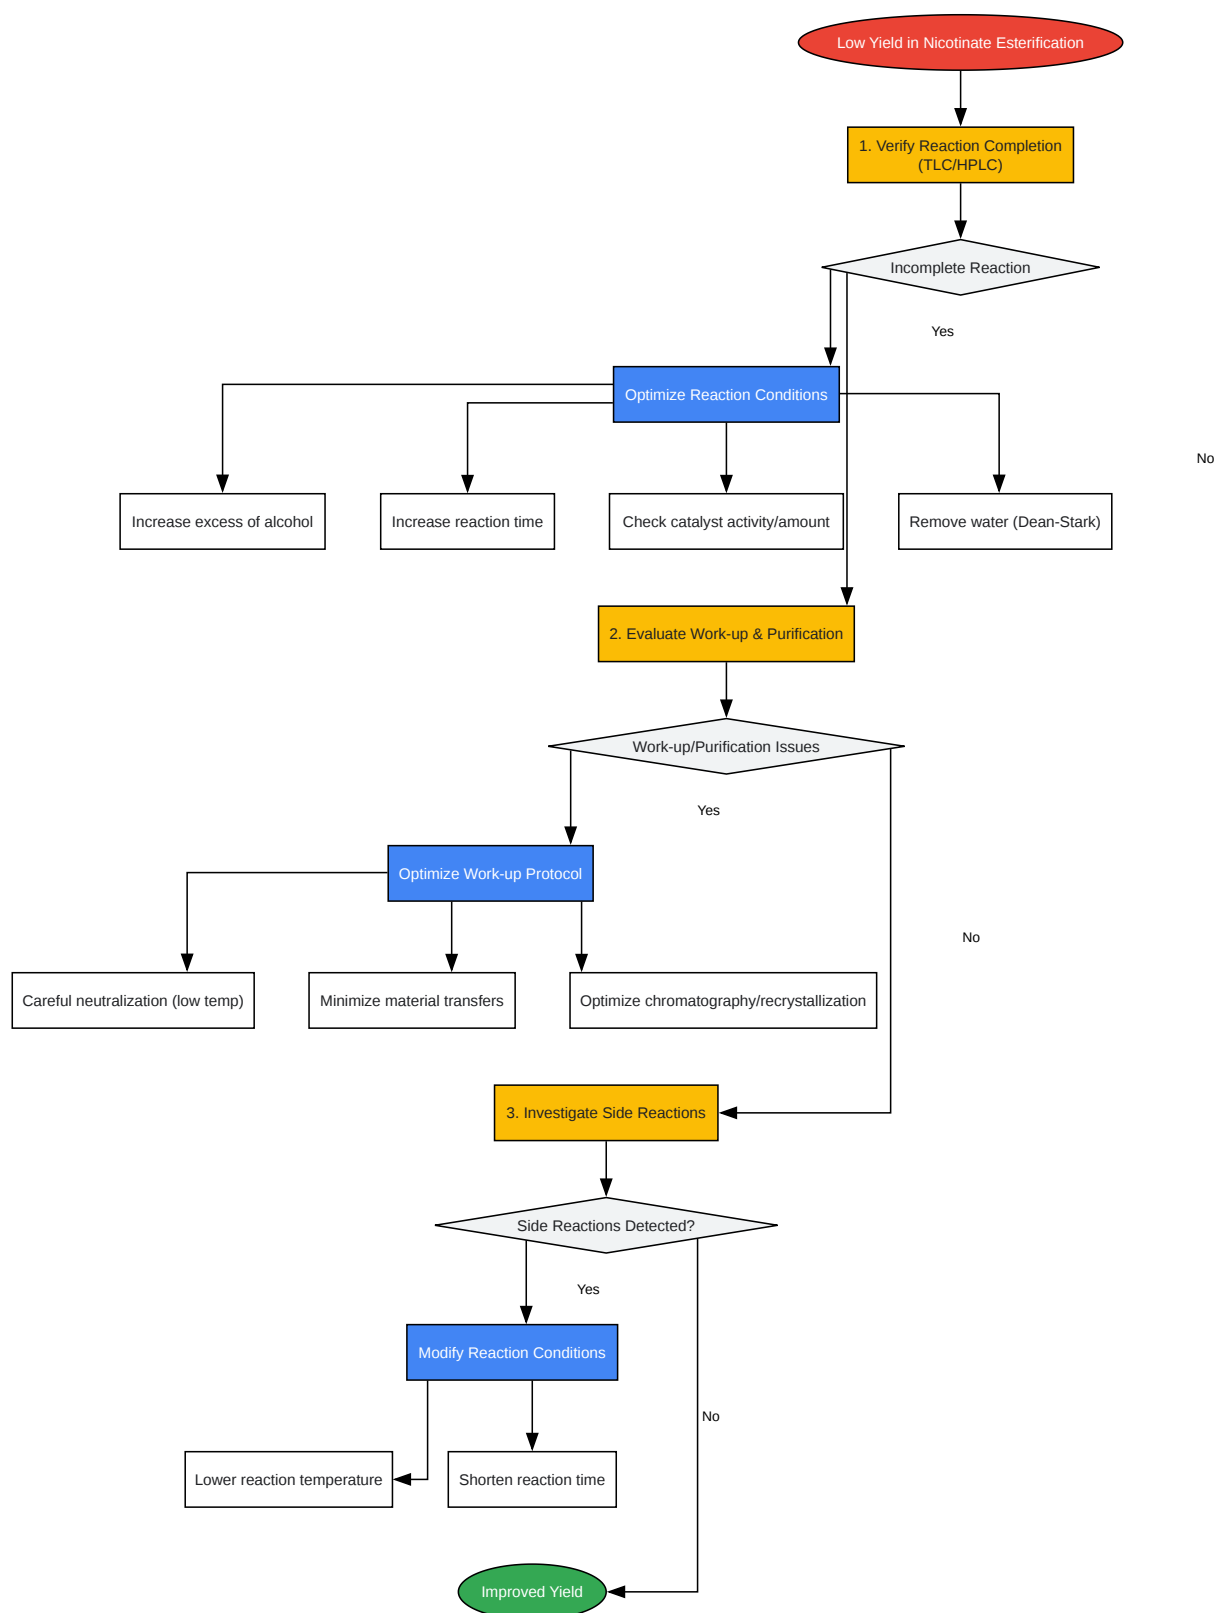 Low Yield in Nicotinate Esterification
1. Verify Reaction Completion
(TLC/HPLC)
Incomplete Reaction
Yes
Optimize Reaction Conditions
No
Increase excess of alcohol
Increase reaction time
Check catalyst activity/amount
Remove water (Dean-Stark)
2. Evaluate Work-up & Purification
Work-up/Purification Issues
Yes
Optimize Work-up Protocol
No
Careful neutralization (low temp)
Minimize material transfers
Optimize chromatography/recrystallization
3. Investigate Side Reactions
Side Reactions Detected?
Yes
Modify Reaction Conditions
No
Lower reaction temperature
Shorten reaction time
Improved Yield